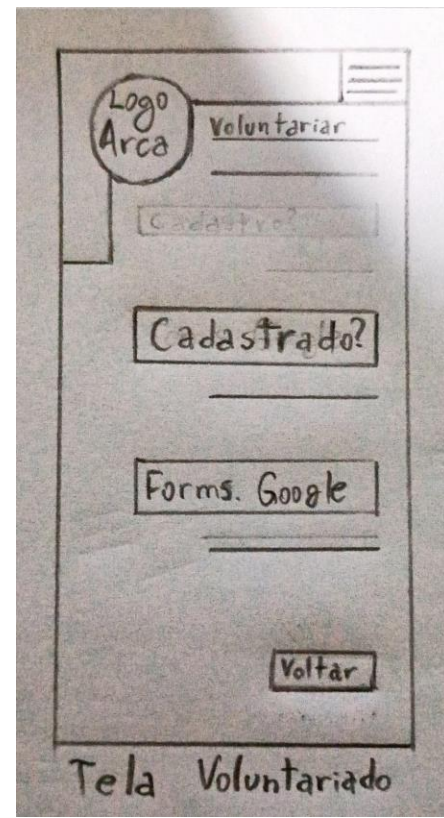 Logo
Arca
Voluntariar
Cadastro?
Cadastrado?
Forms. Google
Voltar
Tela Voluntariado